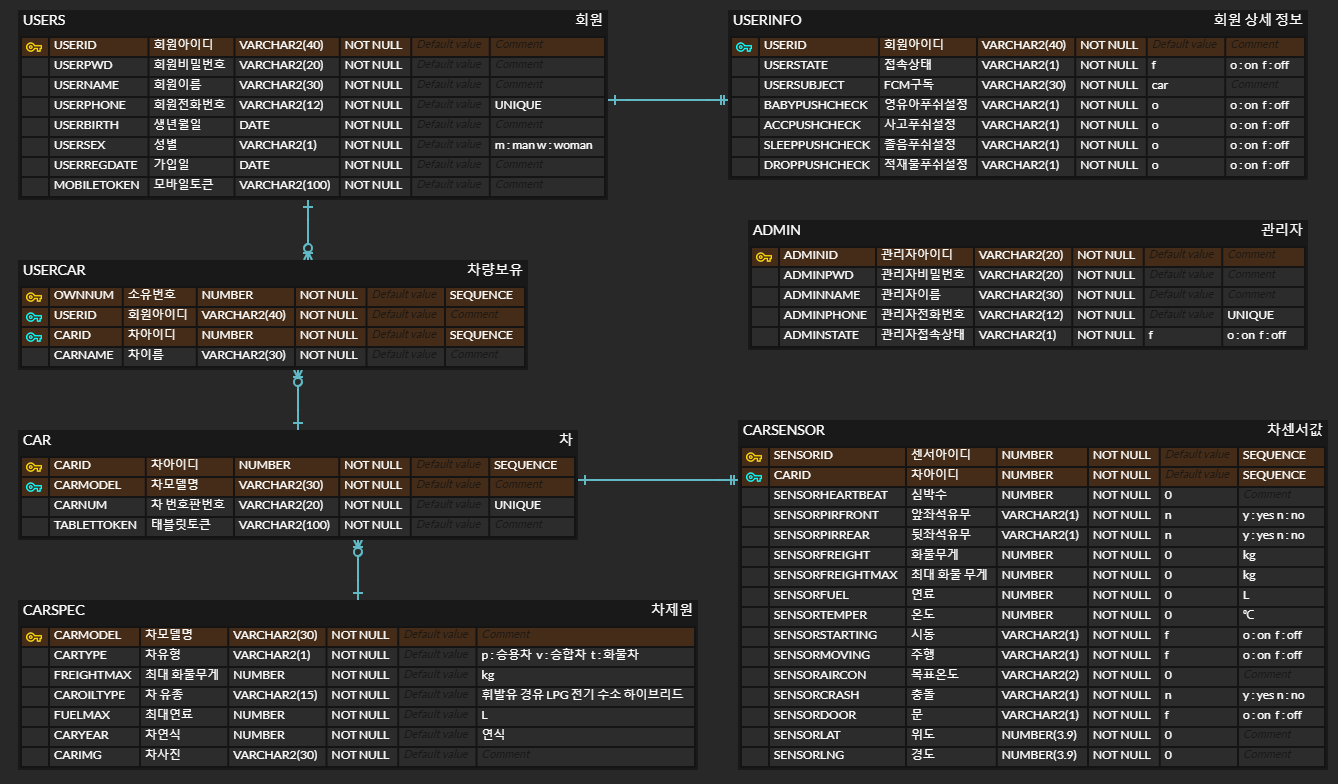 USERS 회원
USERID 회원아이디 VARCHAR2(40) NOT NULL Default value Comment
USERPWD 회원비밀번호 VARCHAR2(20) NOT NULL Default value Comment
USERNAME 회원이름 VARCHAR2(30) NOT NULL Default value Comment
USERPHONE 회원전화번호 VARCHAR2(12) NOT NULL Default value UNIQUE
USERBIRTH 생년월일 DATE NOT NULL Default value Comment
USERSEX 성별 VARCHAR2(1) NOT NULL Default value m : man w : woman
USERREGDATE 가입일 DATE NOT NULL Default value Comment
MOBILETOKEN 모바일토큰 VARCHAR2(100) NOT NULL Default value Comment
USERINFO 회원 상세 정보
USERID 회원아이디 VARCHAR2(40) NOT NULL Default value Comment
USERSTATE 접속상태 VARCHAR2(1) NOT NULL f o : on f : off
USERSUBJECT FCM구독 VARCHAR2(30) NOT NULL car Comment
BABYPUSHCHECK 영유아푸쉬설정 VARCHAR2(1) NOT NULL o o : on f : off
ACCPUSHCHECK 사고푸쉬설정 VARCHAR2(1) NOT NULL o o : on f : off
SLEEPPUSHCHECK 졸음푸쉬설정 VARCHAR2(1) NOT NULL o o : on f : off
DROPPUSHCHECK 적재물푸쉬설정 VARCHAR2(1) NOT NULL o o : on f : off
ADMIN 관리자
ADMINID 관리자아이디 VARCHAR2(20) NOT NULL Default value Comment
ADMINPWD 관리자비밀번호 VARCHAR2(20) NOT NULL Default value Comment
ADMINNAME 관리자이름 VARCHAR2(30) NOT NULL Default value Comment
ADMINPHONE 관리자전화번호 VARCHAR2(12) NOT NULL Default value UNIQUE
ADMINSTATE 관리자접속상태 VARCHAR2(1) NOT NULL f o : on f : off
USERCAR 차량보유
OWNNUM 소유번호 NUMBER NOT NULL Default value SEQUENCE
USERID 회원아이디 VARCHAR2(40) NOT NULL Default value Comment
CARID 차아이디 NUMBER NOT NULL Default value SEQUENCE
CARNAME 차이름 VARCHAR2(30) NOT NULL Default value Comment
CAR 차
CARID 차아이디 NUMBER NOT NULL Default value SEQUENCE
CARMODEL 차모델명 VARCHAR2(30) NOT NULL Default value Comment
CARNUM 차 번호판번호 VARCHAR2(20) NOT NULL Default value UNIQUE
TABLETTOKEN 태블릿토큰 VARCHAR2(100) NOT NULL Default value Comment
CARSENSOR 차센서값
SENSORID 센서아이디 NUMBER NOT NULL Default value SEQUENCE
CARID 차아이디 NUMBER NOT NULL Default value SEQUENCE
SENSORHEARTBEAT 심박수 NUMBER NOT NULL 0 Comment
SENSORPIRFRONT 앞좌석유무 VARCHAR2(1) NOT NULL n y : yes n : no
SENSORPIRREAR 뒷좌석유무 VARCHAR2(1) NOT NULL n y : yes n : no
SENSORFREIGHT 화물무게 NUMBER NOT NULL 0 kg
SENSORFREIGHTMAX 최대 화물 무게 NUMBER NOT NULL 0 kg
SENSORFUEL 연료 NUMBER NOT NULL 0 L
SENSORTEMPER 온도 NUMBER NOT NULL 0 ℃
SENSORSTARTING 시동 VARCHAR2(1) NOT NULL f o : on f : off
SENSORMOVING 주행 VARCHAR2(1) NOT NULL f o : on f : off
SENSORAIRCON 목표온도 VARCHAR2(2) NOT NULL 0 Comment
SENSORCRASH 충돌 VARCHAR2(1) NOT NULL n y : yes n : no
SENSORDOOR 문 VARCHAR2(1) NOT NULL f o : on f : off
SENSORLAT 위도 NUMBER(3.9) NOT NULL 0 Comment
SENSORLNG 경도 NUMBER(3.9) NOT NULL 0 Comment
CARSPEC 차제원
CARMODEL 차모델명 VARCHAR2(30) NOT NULL Default value Comment
CARTYPE 차유형 VARCHAR2(1) NOT NULL Default value p : 승용차 v : 승합차 t : 화물차
FREIGHTMAX 최대 화물무게 NUMBER NOT NULL Default value kg
CAROILTYPE 차 유종 VARCHAR2(15) NOT NULL Default value 휘발유 경유 LPG 전기 수소 하이브리드
FUELMAX 최대연료 NUMBER NOT NULL Default value L
CARYEAR 차연식 NUMBER NOT NULL Default value 연식
CARIMG 차사진 VARCHAR2(30) NOT NULL Default value Comment